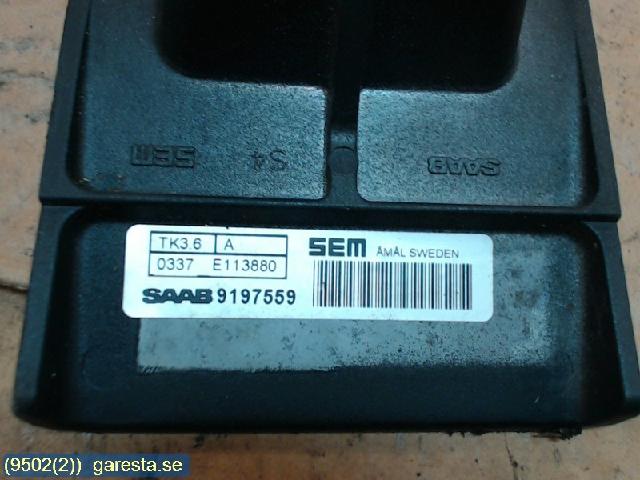 SEM S4 SAAB
TK3.6 A
0337 E113880
SEM ÅMÅL SWEDEN
SAAB 9197559
(9502(2)) garesta.se